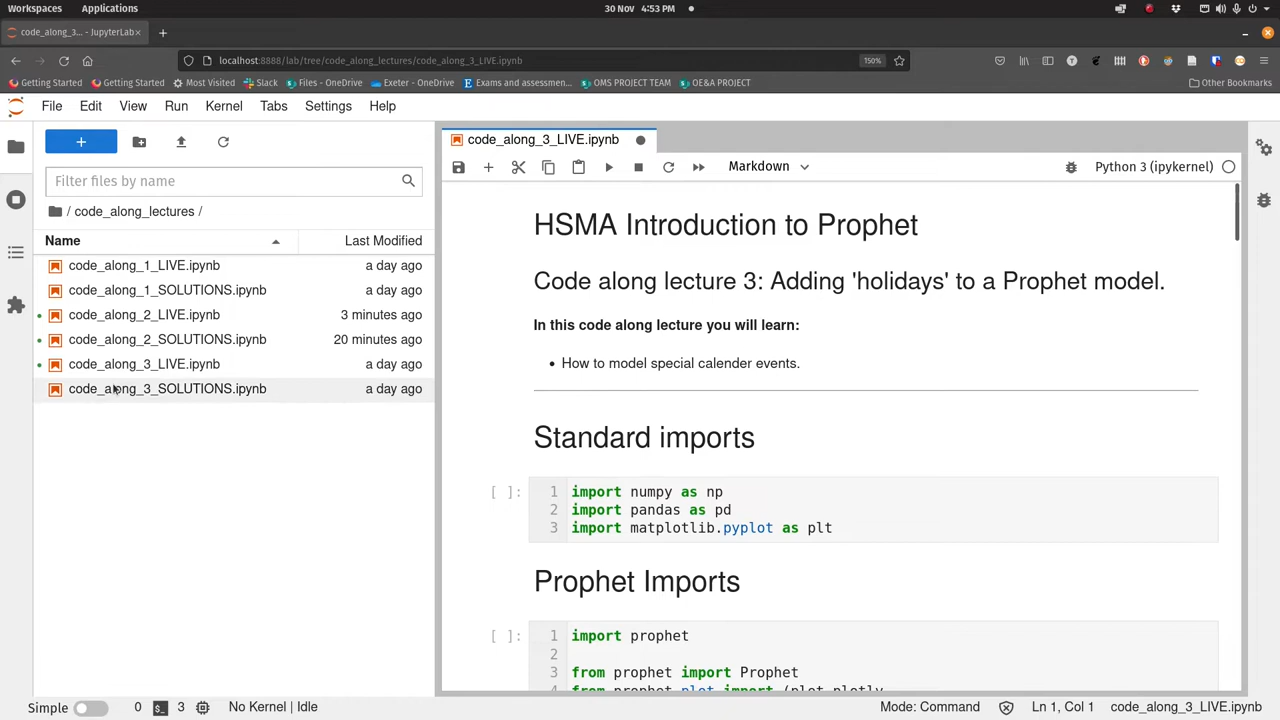 Workspaces Applications 30 Nov 4:53 PM
code_along_3... - JupyterLab
localhost:8888/lab/tree/code_along_lectures/code_along_3_LIVE.ipynb 150%
Getting Started Getting Started Most Visited Slack Files - OneDrive Exeter - OneDrive Exams and assessmen... OMS PROJECT TEAM OE&A PROJECT Other Bookmarks
File Edit View Run Kernel Tabs Settings Help
code_along_3_LIVE.ipynb
Markdown Python 3 (ipykernel)
Filter files by name
/ code_along_lectures /
Name Last Modified
code_along_1_LIVE.ipynb a day ago
code_along_1_SOLUTIONS.ipynb a day ago
code_along_2_LIVE.ipynb 3 minutes ago
code_along_2_SOLUTIONS.ipynb 20 minutes ago
code_along_3_LIVE.ipynb a day ago
code_along_3_SOLUTIONS.ipynb a day ago
HSMA Introduction to Prophet
Code along lecture 3: Adding 'holidays' to a Prophet model.
In this code along lecture you will learn:
• How to model special calender events.
Standard imports
[ ]: 1 import numpy as np
2 import pandas as pd
3 import matplotlib.pyplot as plt
Prophet Imports
[ ]: 1 import prophet
2
3 from prophet import Prophet
4 from prophet.plot import (plot_plotly,
Simple 0 3 No Kernel | Idle Mode: Command Ln 1, Col 1 code_along_3_LIVE.ipynb